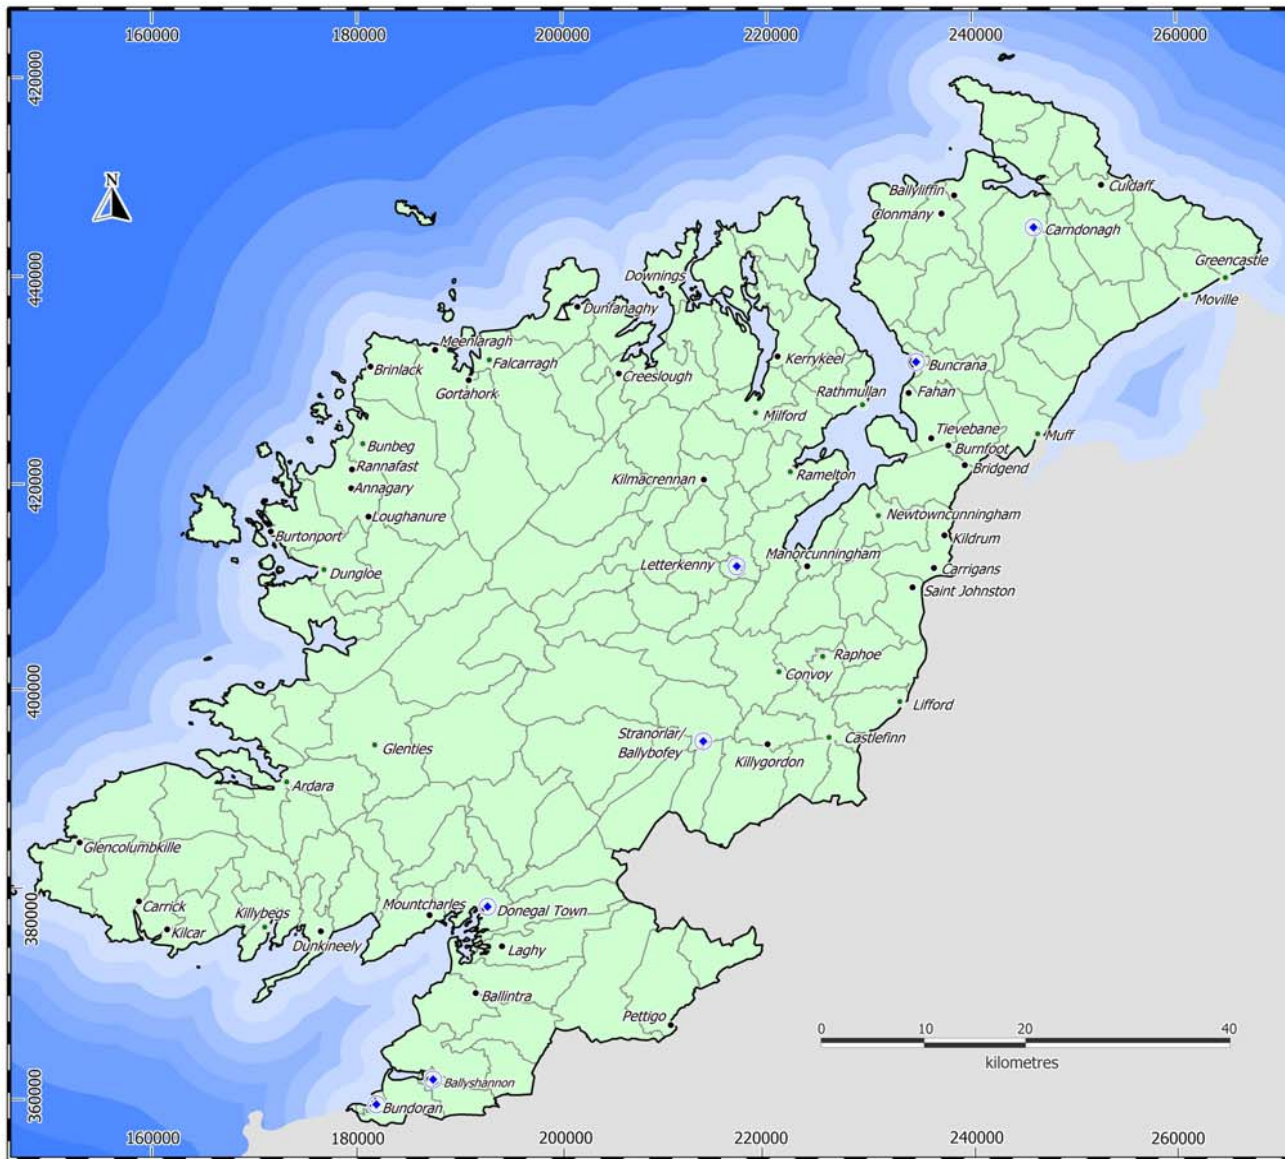 160000 180000 200000 220000 240000 260000
420000
N
Ballyliffin
Culdaff
Clonmany
Carndonagh
Greencastle
440000
Downings
Moville
Dunfanaghy
Meenlaragh
Falcarragh
Kerrykeel
Buncrana
Brinlack
Creeslough
Gortahork
Rathmullan
Fahan
Milford
Tievebane
Muff
Bunbeg
Burnfoot
Rannafast
Bridgend
420000
Kilmacrennan
Ramelton
Annagary
Loughanure
Newtowncunningham
Burtonport
Kildrum
Manorcunningham
Letterkenny
Carrigans
Dungloe
Saint Johnston
Raphoe
Convoy
400000
Lifford
Stranorlar/
Ballybofey
Castlefinn
Glenties
Killygordon
Ardara
Glencolumbkille
380000
Carrick
Killybegs
Mountcharles
Donegal Town
Kilcar
Dunkineely
Laghy
Ballintra
Pettigo
0 10 20 40
kilometres
Ballyshannon
360000
Bundoran
160000 180000 200000 220000 240000 260000